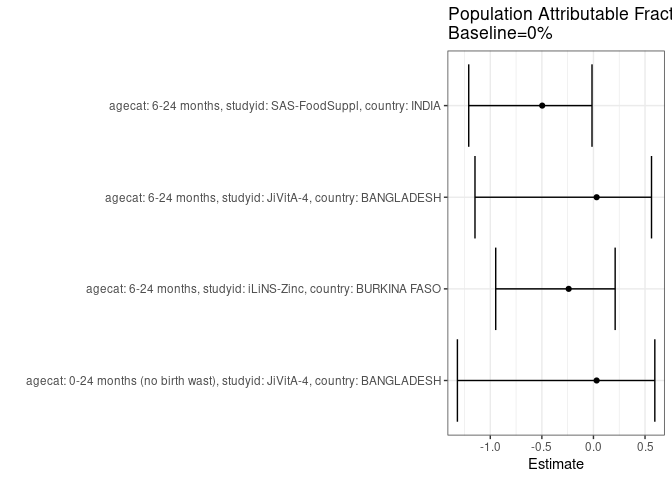 Population Attributable Fract
Baseline=0%
agecat: 6-24 months, studyid: SAS-FoodSuppl, country: INDIA
agecat: 6-24 months, studyid: JiVitA-4, country: BANGLADESH
agecat: 6-24 months, studyid: iLiNS-Zinc, country: BURKINA FASO
agecat: 0-24 months (no birth wast), studyid: JiVitA-4, country: BANGLADESH
-1.0 -0.5 0.0 0.5
Estimate